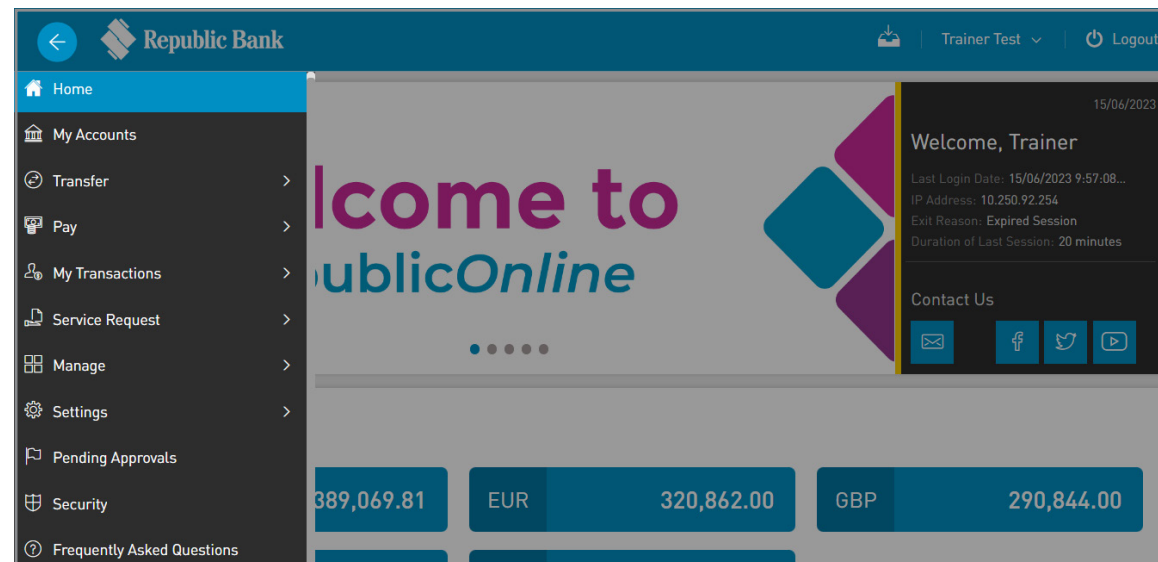 Republic Bank
Trainer Test
Logout
Home
My Accounts
Transfer
Pay
My Transactions
Service Request
Manage
Settings
Pending Approvals
Security
Frequently Asked Questions
lcome to
ublicOnline
15/06/2023
Welcome, Trainer
Last Login Date: 15/06/2023 9:57:08...
IP Address: 10.250.92.254
Exit Reason: Expired Session
Duration of Last Session: 20 minutes
Contact Us
389,069.81
EUR 320,862.00
GBP 290,844.00